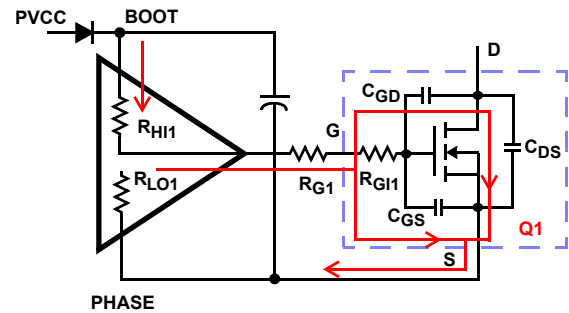 PVCC
BOOT
D
CGD
RHI1
G
CDS
RLO1
RG1
RGI1
CGS
Q1
S
PHASE